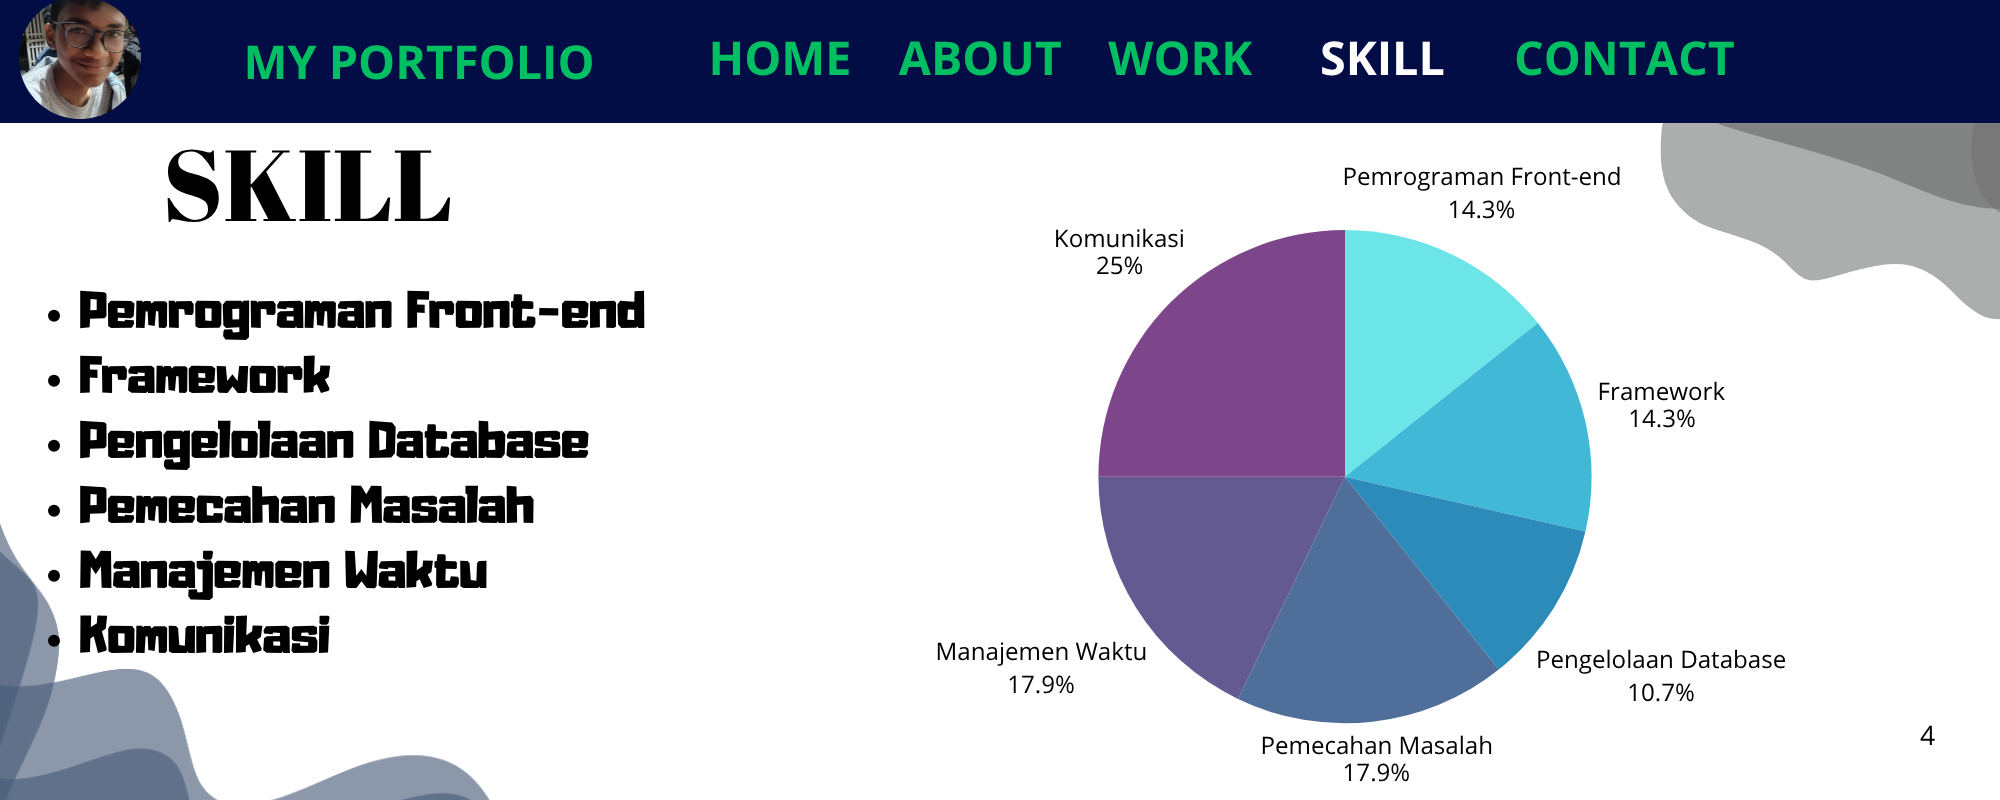 MY PORTFOLIO
HOME ABOUT WORK SKILL CONTACT
SKILL
• Pemrograman Front-end
• Framework
• Pengelolaan Database
• Pemecahan Masalah
• Manajemen Waktu
• Komunikasi
Pemrograman Front-end
14.3%
Komunikasi
25%
Framework
14.3%
Manajemen Waktu
17.9%
Pengelolaan Database
10.7%
Pemecahan Masalah
17.9%
4